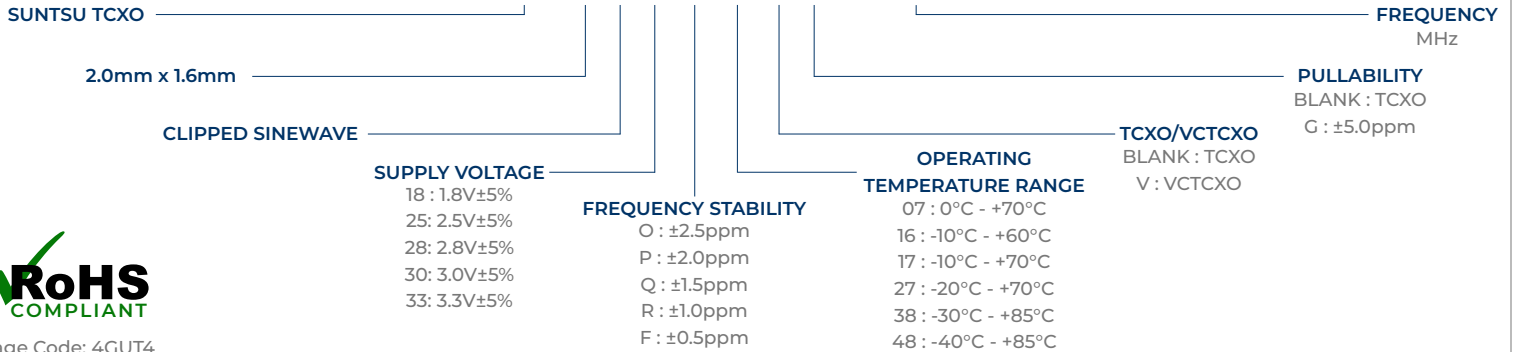 SUNTSU TCXO
FREQUENCY
MHz
2.0mm x 1.6mm
PULLABILITY
BLANK : TCXO
G : ±5.0ppm
CLIPPED SINEWAVE
TCXO/VCTCXO
BLANK : TCXO
V : VCTCXO
SUPPLY VOLTAGE
18 : 1.8V±5%
25: 2.5V±5%
28: 2.8V±5%
30: 3.0V±5%
33: 3.3V±5%
FREQUENCY STABILITY
O : ±2.5ppm
P : ±2.0ppm
Q : ±1.5ppm
R : ±1.0ppm
F : ±0.5ppm
OPERATING
TEMPERATURE RANGE
07 : 0°C - +70°C
16 : -10°C - +60°C
17 : -10°C - +70°C
27 : -20°C - +70°C
38 : -30°C - +85°C
48 : -40°C - +85°C
RoHS
COMPLIANT
Code: 4GUT4